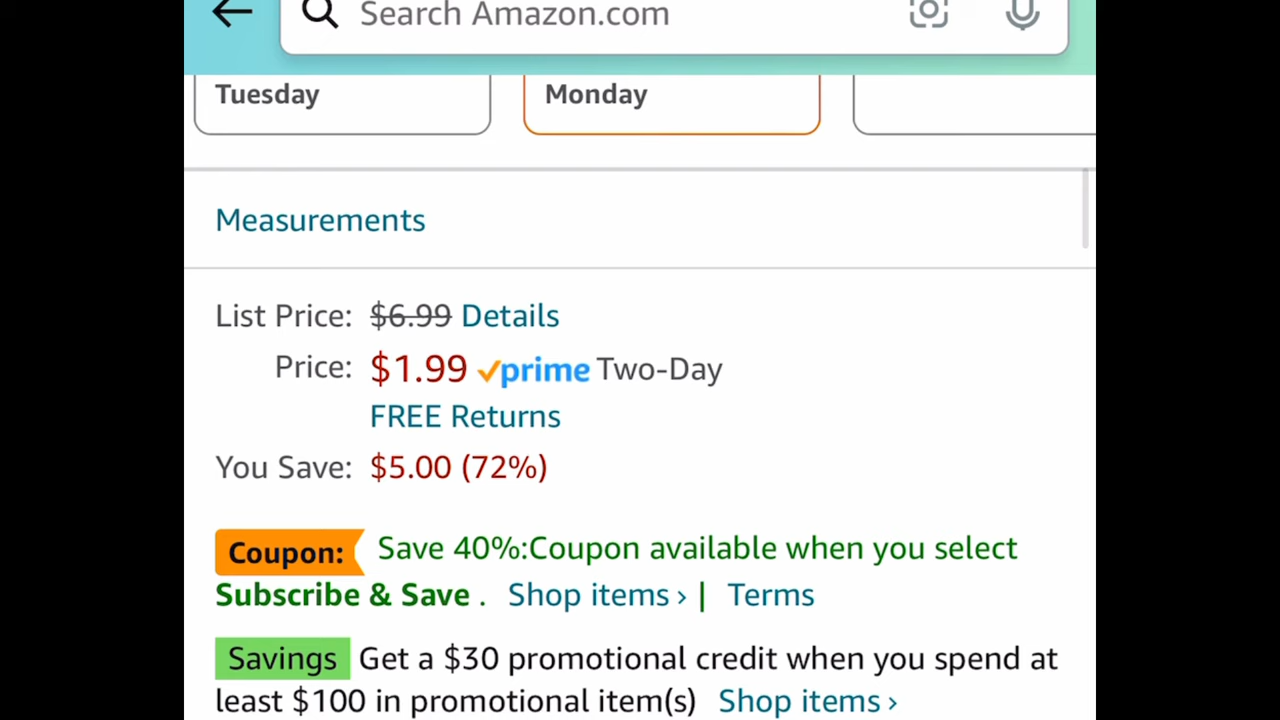 Search Amazon.com
Tuesday Monday
Measurements
List Price: $6.99 Details
Price: $1.99 prime Two-Day
FREE Returns
You Save: $5.00 (72%)
Coupon: Save 40%:Coupon available when you select
Subscribe & Save . Shop items › | Terms
Savings Get a $30 promotional credit when you spend at
least $100 in promotional item(s) Shop items ›